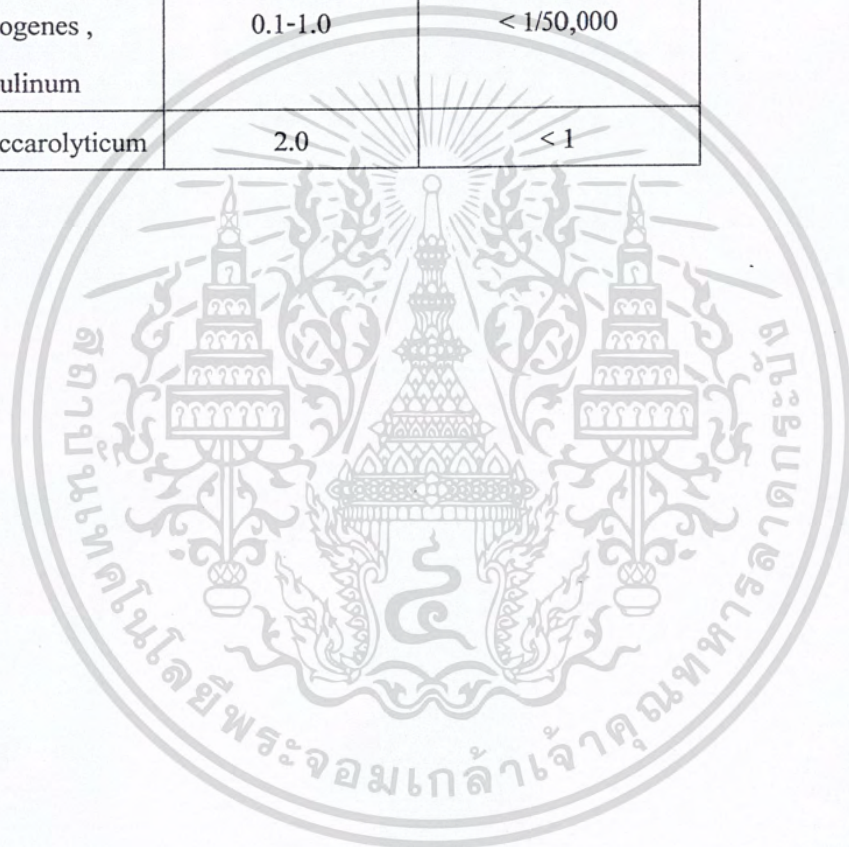 ogenes , 0.1-1.0 < 1/50,000
ulinum
ccarolyticum 2.0 < 1
สถาบันเทคโนโลยีพระจอมเกล้าเจ้าคุณทหารลาดกระบัง
๔